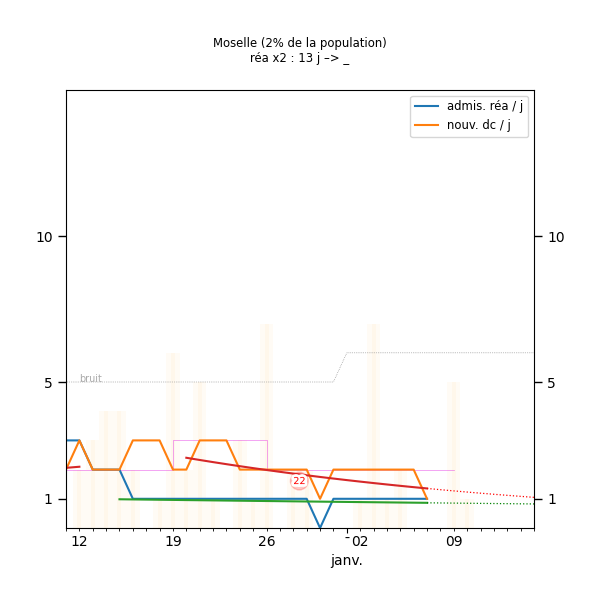 Moselle (2% de la population)
réa x2 : 13 j –> _
admis. réa / j
nouv. dc / j
10
10
bruit
5
5
22
1
1
12
19
26
02
09
janv.